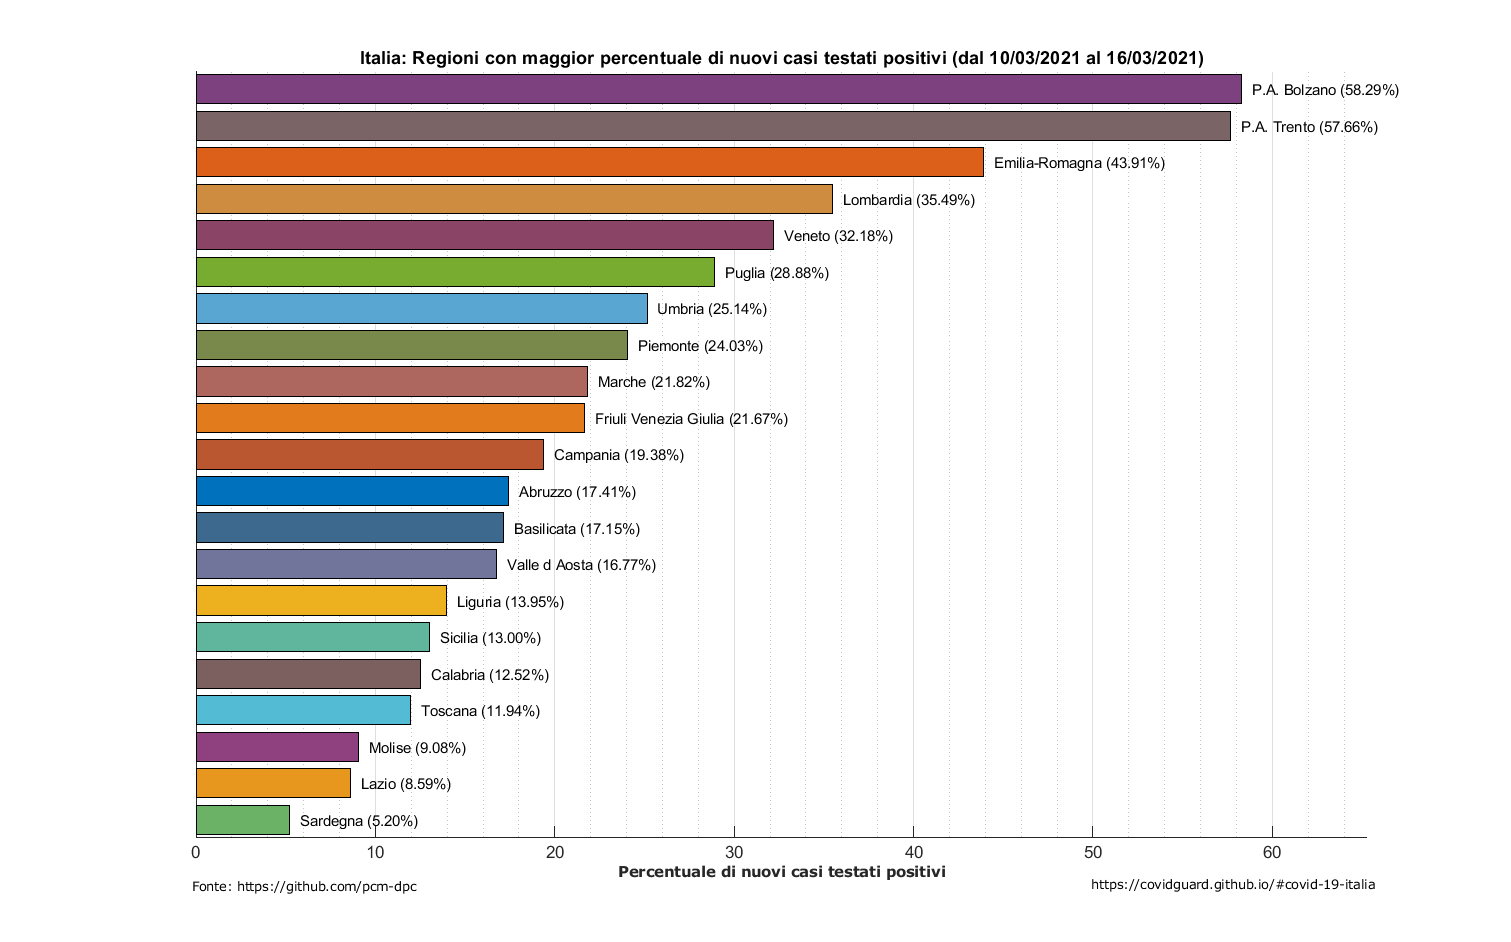 Italia: Regioni con maggior percentuale di nuovi casi testati positivi (dal 10/03/2021 al 16/03/2021)
P.A. Bolzano (58.29%)
P.A. Trento (57.66%)
Emilia-Romagna (43.91%)
Lombardia (35.49%)
Veneto (32.18%)
Puglia (28.88%)
Umbria (25.14%)
Piemonte (24.03%)
Marche (21.82%)
Friuli Venezia Giulia (21.67%)
Campania (19.38%)
Abruzzo (17.41%)
Basilicata (17.15%)
Valle d Aosta (16.77%)
Liguria (13.95%)
Sicilia (13.00%)
Calabria (12.52%)
Toscana (11.94%)
Molise (9.08%)
Lazio (8.59%)
Sardegna (5.20%)
0 10 20 30 40 50 60
Percentuale di nuovi casi testati positivi
Fonte: https://github.com/pcm-dpc
https://covidguard.github.io/#covid-19-italia